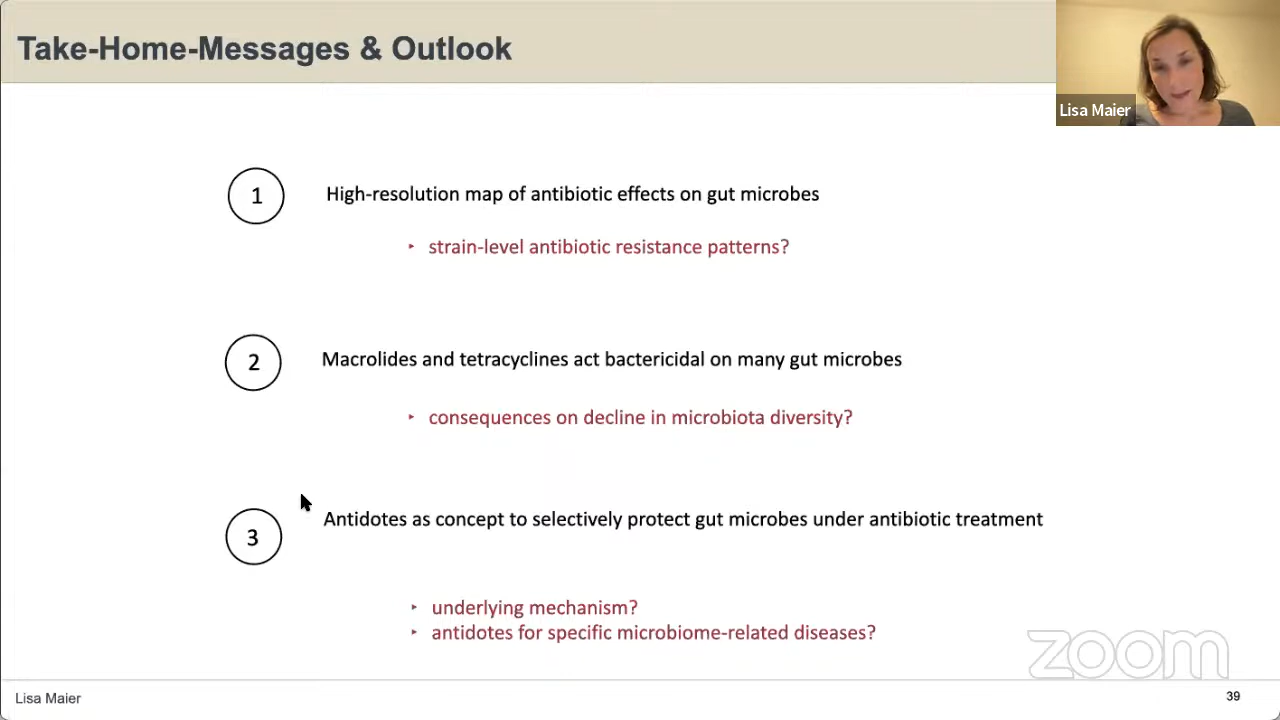 Take-Home-Messages & Outlook
Lisa Maier
1
High-resolution map of antibiotic effects on gut microbes
‣ strain-level antibiotic resistance patterns?
2
Macrolides and tetracyclines act bactericidal on many gut microbes
‣ consequences on decline in microbiota diversity?
3
Antidotes as concept to selectively protect gut microbes under antibiotic treatment
‣ underlying mechanism?
‣ antidotes for specific microbiome-related diseases?
zoom
Lisa Maier
39